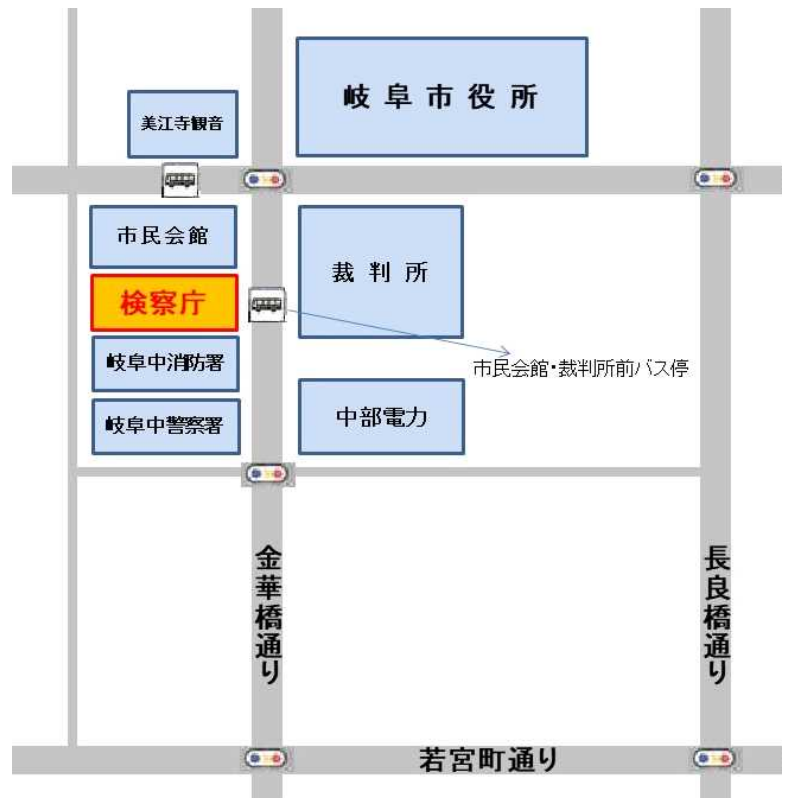 岐阜市役所
美江寺観音
市民会館
裁判所
検察庁
市民会館・裁判所前バス停
岐阜中消防署
岐阜中警察署
中部電力
金華橋通り
長良橋通り
若宮町通り